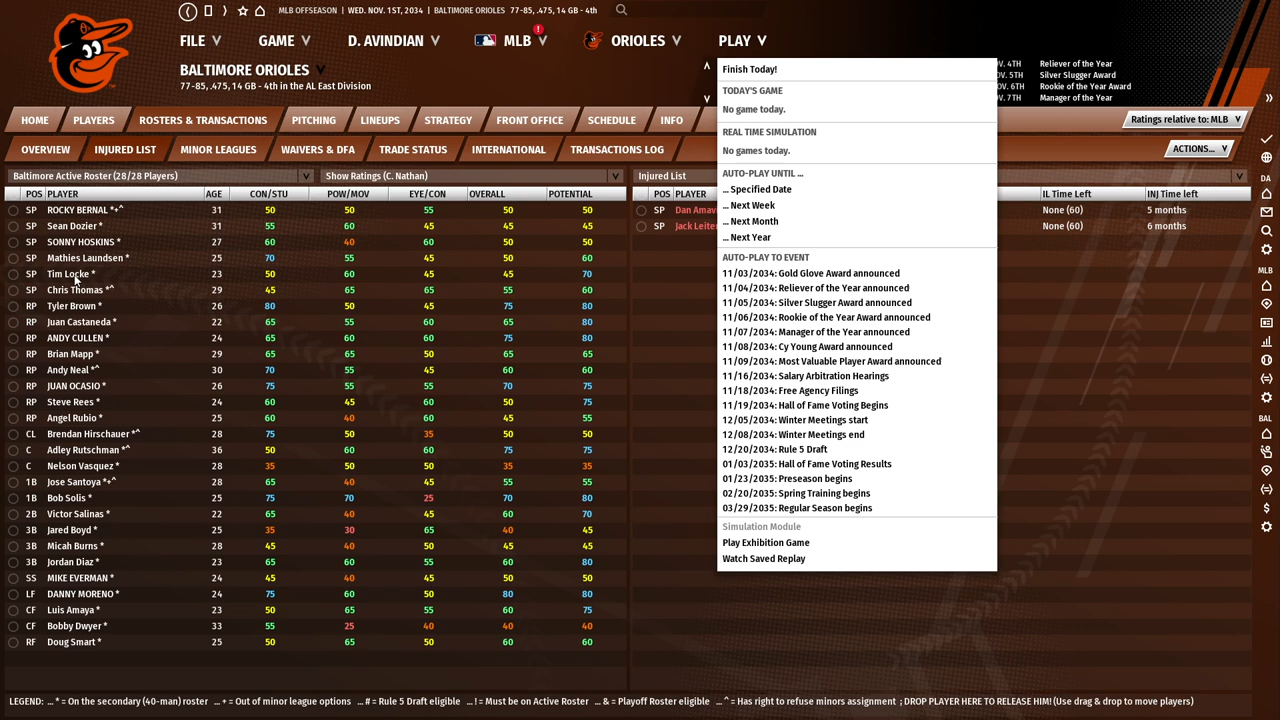 MLB OFFSEASON | WED. NOV. 1ST, 2034 | BALTIMORE ORIOLES 77-85, .475, 14 GB - 4th
FILE GAME D. AVINDIAN MLB ! ORIOLES PLAY
BALTIMORE ORIOLES
77-85, .475, 14 GB - 4th in the AL East Division
OV. 4TH Reliever of the Year
OV. 5TH Silver Slugger Award
OV. 6TH Rookie of the Year Award
OV. 7TH Manager of the Year
HOME PLAYERS ROSTERS & TRANSACTIONS PITCHING LINEUPS STRATEGY FRONT OFFICE SCHEDULE INFO
Ratings relative to: MLB
OVERVIEW INJURED LIST MINOR LEAGUES WAIVERS & DFA TRADE STATUS INTERNATIONAL TRANSACTIONS LOG
ACTIONS...
Baltimore Active Roster (28/28 Players) Show Ratings (C. Nathan)
POS PLAYER AGE CON/STU POW/MOV EYE/CON OVERALL POTENTIAL
SP ROCKY BERNAL *+^ 31 50 50 55 50 50
SP Sean Dozier * 31 55 60 45 45 45
SP SONNY HOSKINS * 27 60 40 60 50 50
SP Mathies Laundsen * 25 70 55 45 50 60
SP Tim Locke * 23 50 60 45 45 70
SP Chris Thomas *^ 29 45 65 65 55 60
RP Tyler Brown * 26 80 50 45 75 80
RP Juan Castaneda * 22 65 55 60 65 80
RP ANDY CULLEN * 24 65 60 60 75 80
RP Brian Mapp * 29 65 65 50 65 65
RP Andy Neal *^ 30 70 55 45 60 60
RP JUAN OCASIO * 26 75 55 55 70 75
RP Steve Rees * 24 60 45 60 50 75
RP Angel Rubio * 25 60 40 60 45 55
CL Brendan Hirschauer *^ 28 75 50 35 50 50
C Adley Rutschman *^ 36 50 60 60 75 75
C Nelson Vasquez * 28 35 50 50 35 35
1B Jose Santoya *+^ 28 65 40 45 55 55
1B Bob Solis * 25 75 70 25 70 80
2B Victor Salinas * 22 65 40 45 60 70
3B Jared Boyd * 25 35 30 65 40 45
3B Micah Burns * 28 45 40 50 45 45
3B Jordan Diaz * 23 65 60 55 60 80
SS MIKE EVERMAN * 24 45 40 45 50 50
LF DANNY MORENO * 24 75 60 50 80 80
CF Luis Amaya * 23 50 65 55 60 75
CF Bobby Dwyer * 33 55 25 40 40 40
RF Doug Smart * 25 50 65 50 60 60
Finish Today!
TODAY'S GAME
No game today.
REAL TIME SIMULATION
No games today.
AUTO-PLAY UNTIL ...
... Specified Date
... Next Week
... Next Month
... Next Year
AUTO-PLAY TO EVENT
11/03/2034: Gold Glove Award announced
11/04/2034: Reliever of the Year announced
11/05/2034: Silver Slugger Award announced
11/06/2034: Rookie of the Year Award announced
11/07/2034: Manager of the Year announced
11/08/2034: Cy Young Award announced
11/09/2034: Most Valuable Player Award announced
11/16/2034: Salary Arbitration Hearings
11/18/2034: Free Agency Filings
11/19/2034: Hall of Fame Voting Begins
12/05/2034: Winter Meetings start
12/08/2034: Winter Meetings end
12/20/2034: Rule 5 Draft
01/03/2035: Hall of Fame Voting Results
01/23/2035: Preseason begins
02/20/2035: Spring Training begins
03/29/2035: Regular Season begins
Simulation Module
Play Exhibition Game
Watch Saved Replay
Injured List
POS PLAYER IL Time Left INJ Time left
SP Dan Amav None (60) 5 months
SP Jack Leiter None (60) 6 months
DA
MLB
BAL
$
LEGEND: ... * = On the secondary (40-man) roster ... + = Out of minor league options ... # = Rule 5 Draft eligible ... ! = Must be on Active Roster ... & = Playoff Roster eligible ... ^ = Has right to refuse minors assignment ; DROP PLAYER HERE TO RELEASE HIM! (Use drag & drop to move players)